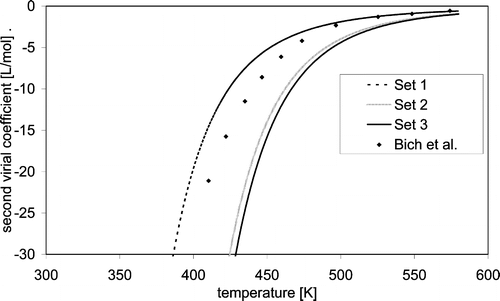 0
-5
-10
-15
-20
-25
-30
second virial coefficient [L/mol] .
Set 1
Set 2
Set 3
Bich et al.
300 350 400 450 500 550 600
temperature [K]